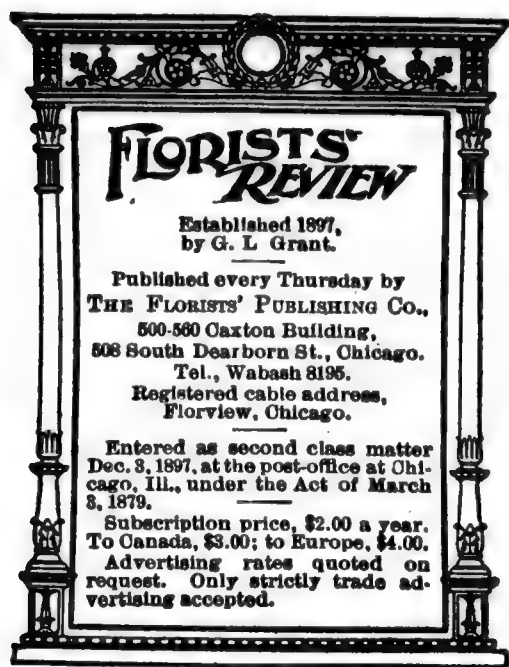 FLORISTS'
REVIEW
Established 1897,
by G. L Grant.
Published every Thursday by
THE FLORISTS' PUBLISHING CO.,
500-560 Caxton Building,
508 South Dearborn St., Chicago.
Tel., Wabash 8195.
Registered cable address,
Florview, Chicago.
Entered as second class matter
Dec. 3, 1897, at the post-office at Chi-
cago, Ill., under the Act of March
3, 1879.
Subscription price, $2.00 a year.
To Canada, $3.00; to Europe, $4.00.
Advertising rates quoted on
request. Only strictly trade ad-
vertising accepted.